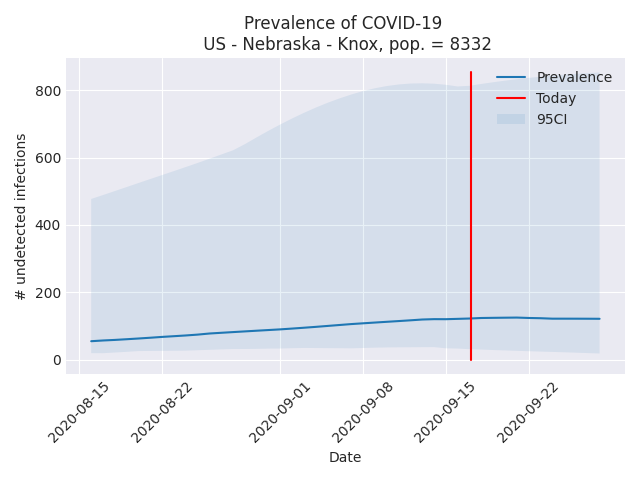 Prevalence of COVID-19
US - Nebraska - Knox, pop. = 8332
Prevalence
Today
95CI
# undetected infections
800
600
400
200
0
2020-08-15
2020-08-22
2020-09-01
2020-09-08
2020-09-15
2020-09-22
Date